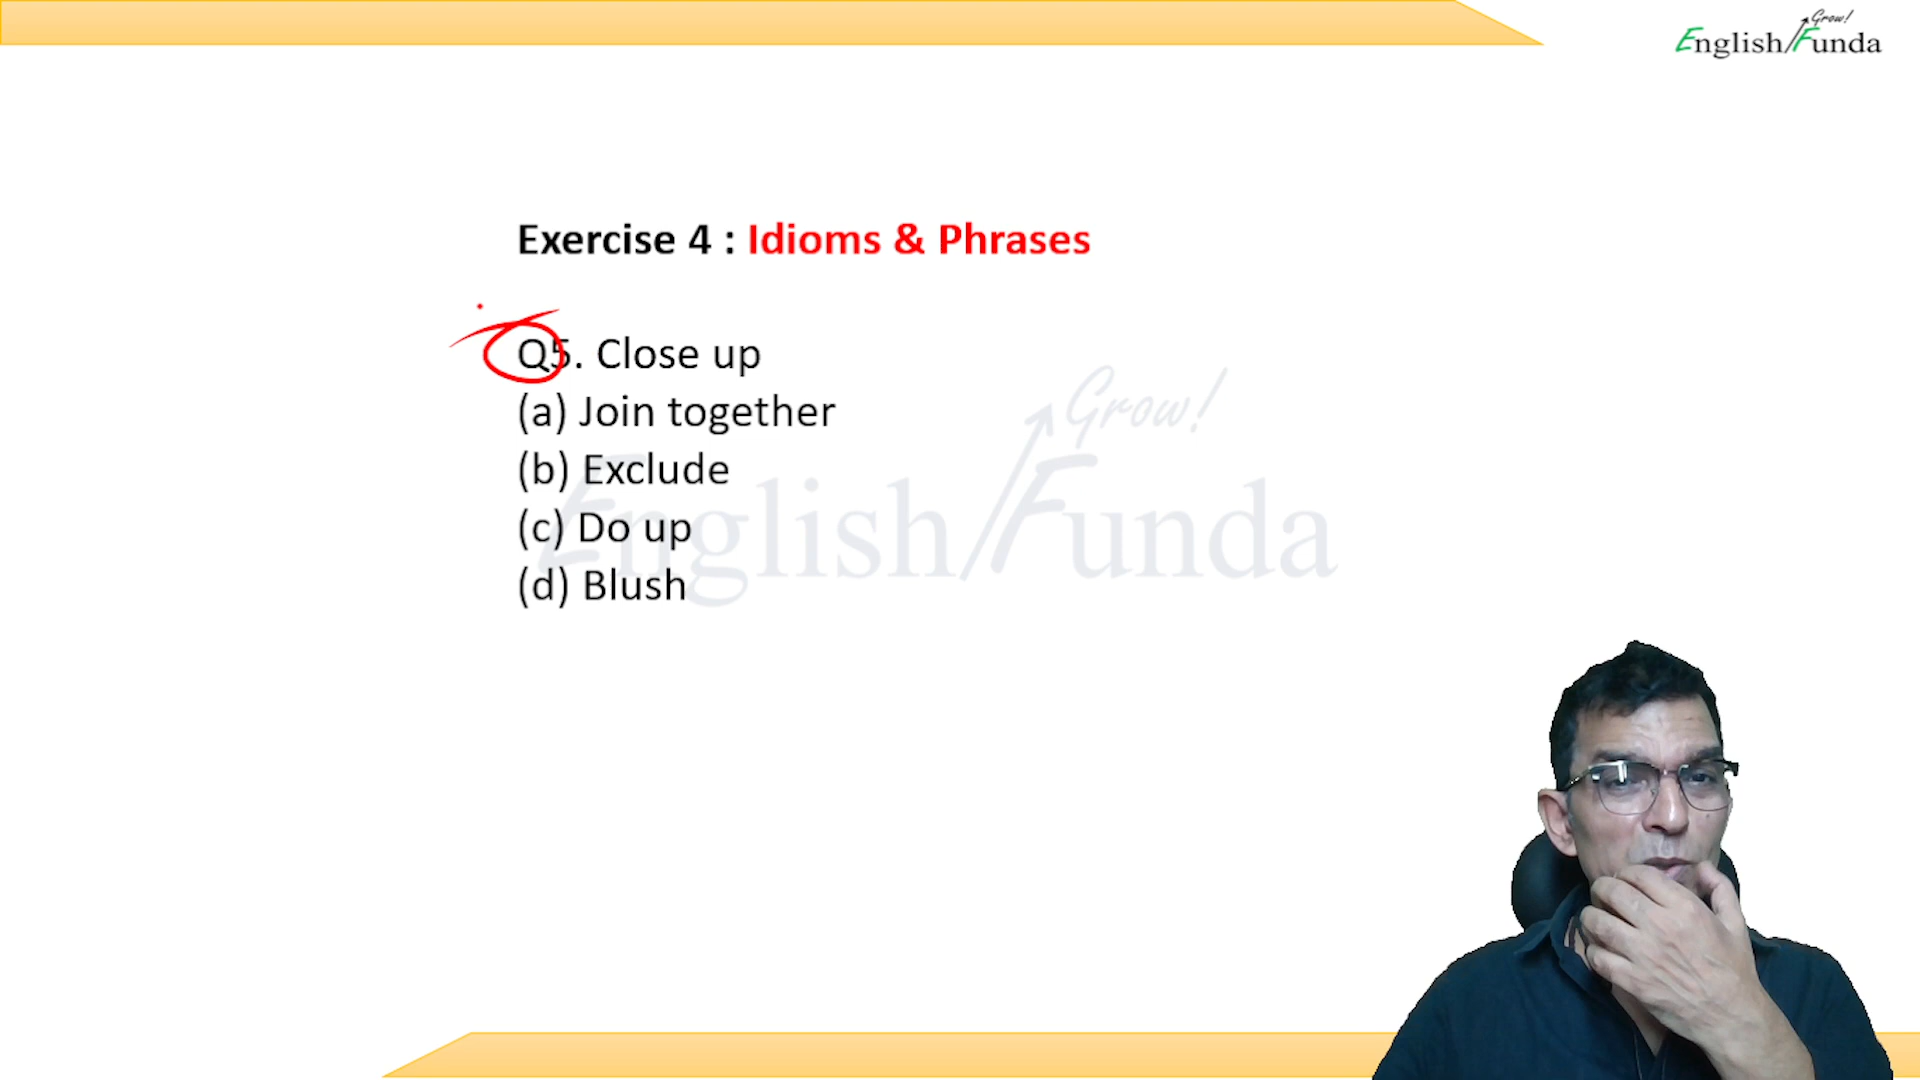 Grow!
English Funda
Exercise 4 : Idioms & Phrases
Q5. Close up
(a) Join together
(b) Exclude
(c) Do up
(d) Blush
Grow!
English Funda